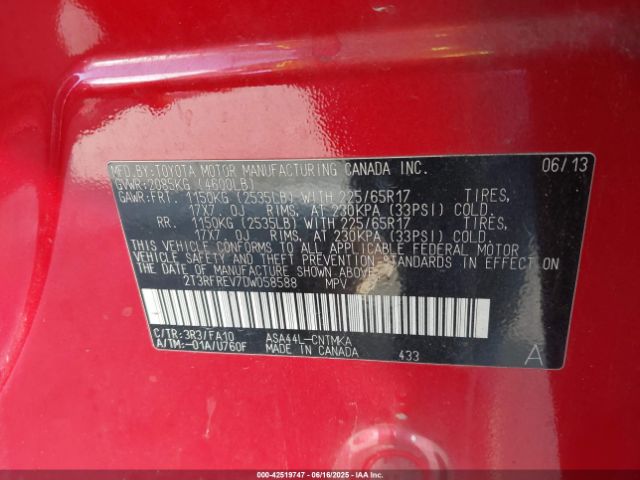 MFD.BY:TOYOTA MOTOR MANUFACTURING CANADA INC. 06/13
GVWR:2085KG (4600LB)
GAWR:FRT. 1150KG (2535LB) WITH 225/65R17 TIRES,
17X7.0J RIMS, AT 230KPA (33PSI) COLD.
RR. 1150KG (2535LB) WITH 225/65R17 TIRES,
17X7.0J RIMS, AT 230KPA (33PSI) COLD.
THIS VEHICLE CONFORMS TO ALL APPLICABLE FEDERAL MOTOR
VEHICLE SAFETY AND THEFT PREVENTION STANDARDS IN EFFECT ON
THE DATE OF MANUFACTURE SHOWN ABOVE.
2T3RFREV7DW058588 MPV
C/TR:3R3/FA10 ASA44L-CNTMKA
A/TM:-01A/U760F MADE IN CANADA 433 A
000-42519747 - 06/16/2025 - IAAI.COM